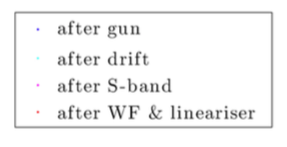 after gun
after drift
after S-band
after WF & lineariser